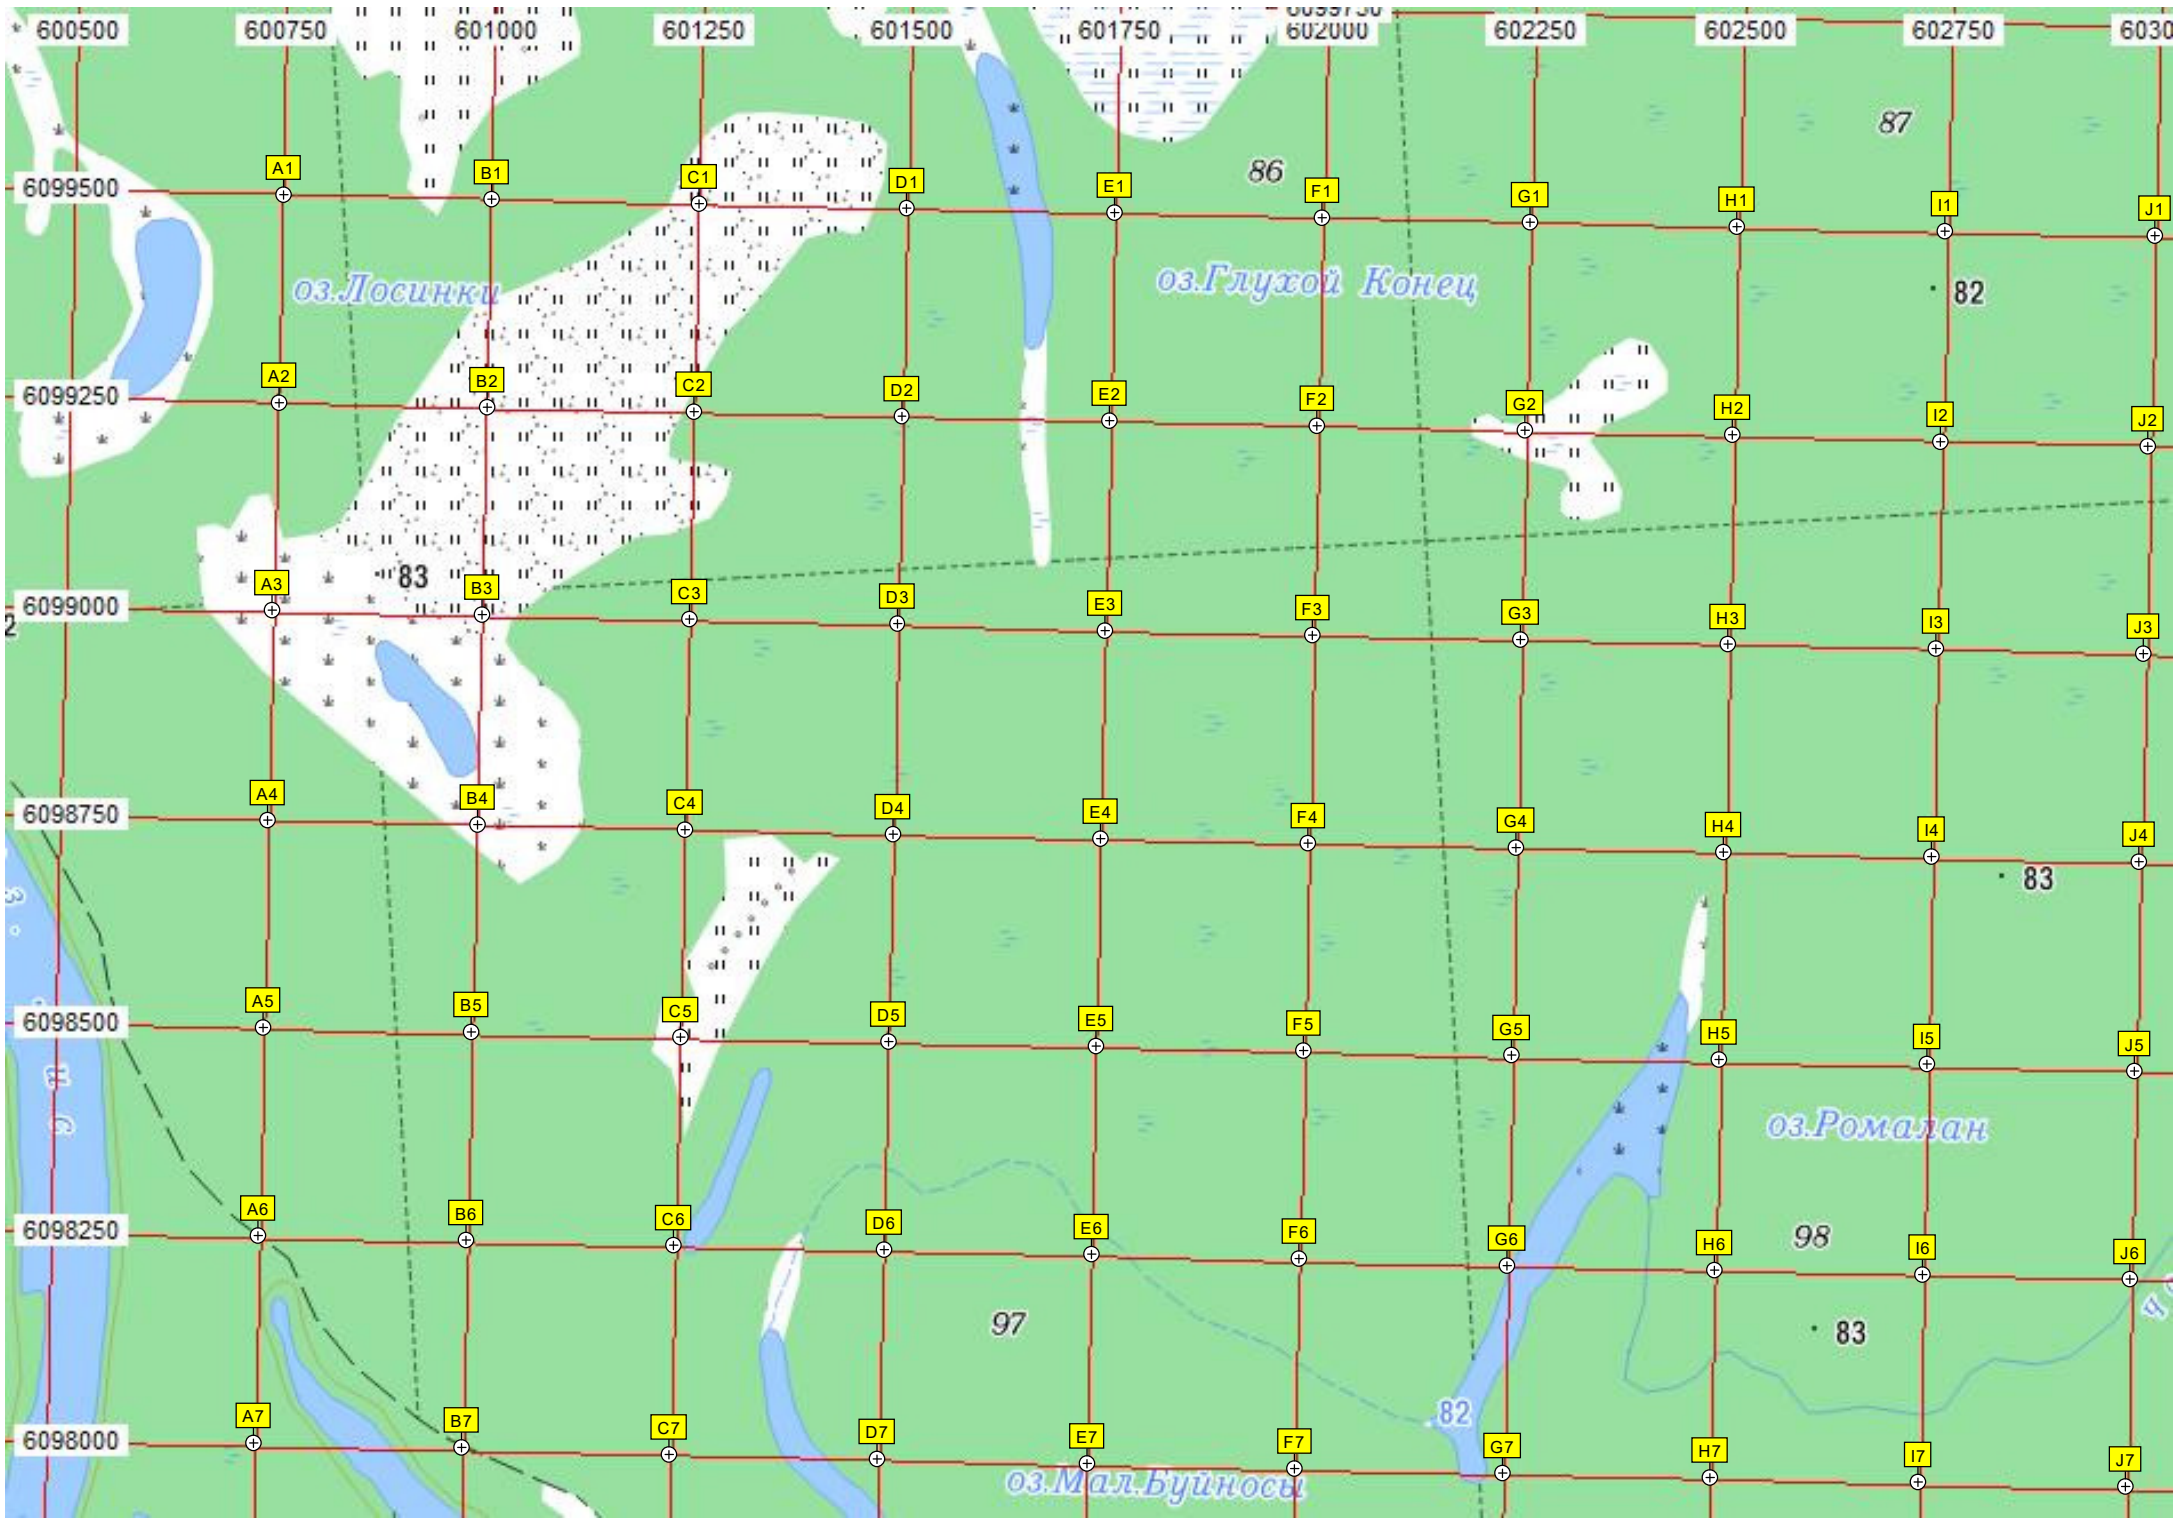 6099750
600500 600750 601000 601250 601500 601750 602000 602250 602500 602750 6030
87
86
A1 B1 C1 D1 E1 F1 G1 H1 I1 J1
6099500
оз.Лосинки оз.Глухой Конец 82
A2 B2 C2 D2 E2 F2 G2 H2 I2 J2
6099250
83
A3 B3 C3 D3 E3 F3 G3 H3 I3 J3
6099000
2
A4 B4 C4 D4 E4 F4 G4 H4 I4 J4
6098750
83
з.
A5 B5 C5 D5 E5 F5 G5 H5 I5 J5
6098500
и
С
оз.Ромалан
A6 B6 C6 D6 E6 F6 G6 H6 I6 J6
6098250
98
97
83
82
A7 B7 C7 D7 E7 F7 G7 H7 I7 J7
6098000
оз.Мал.Буйносы